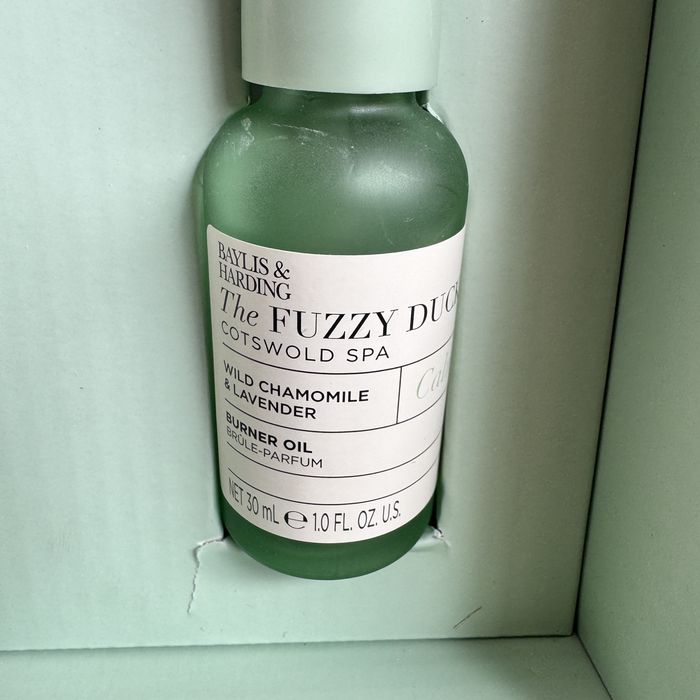 BAYLIS &
HARDING
The FUZZY DUCK
COTSWOLD SPA
WILD CHAMOMILE
& LAVENDER
BURNER OIL
BRÛLE-PARFUM
NET 30 mL ℮ 1.0 FL. OZ. U.S.